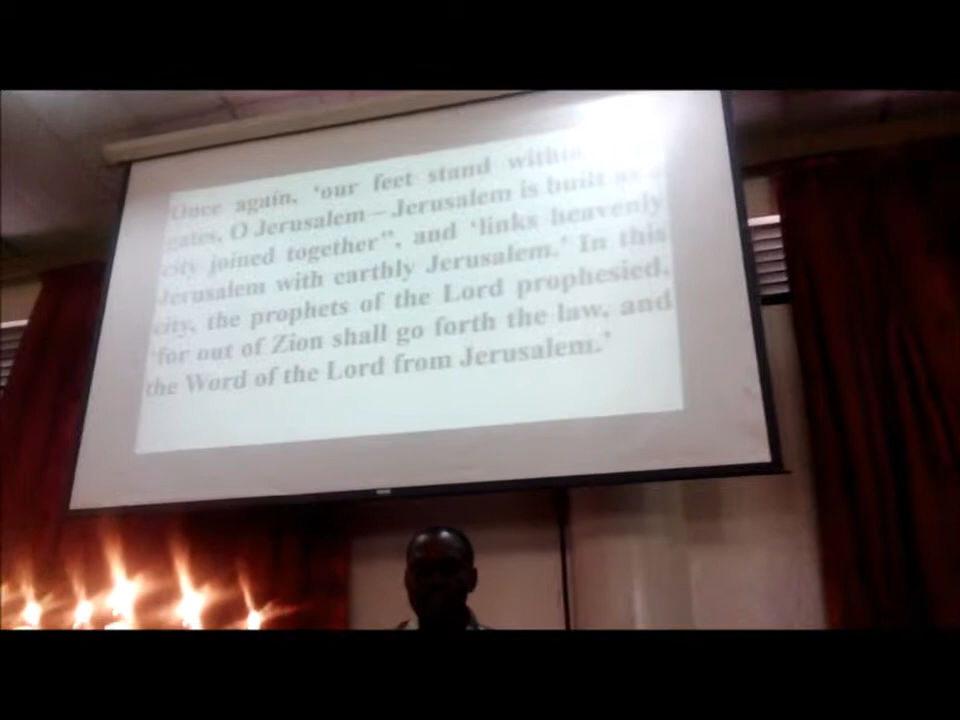 Once again, 'our feet stand within
gates, O Jerusalem – Jerusalem is built as
city joined together'', and 'links heavenly
Jerusalem with earthly Jerusalem.' In this
city, the prophets of the Lord prophesied,
'for out of Zion shall go forth the law, and
the Word of the Lord from Jerusalem.'